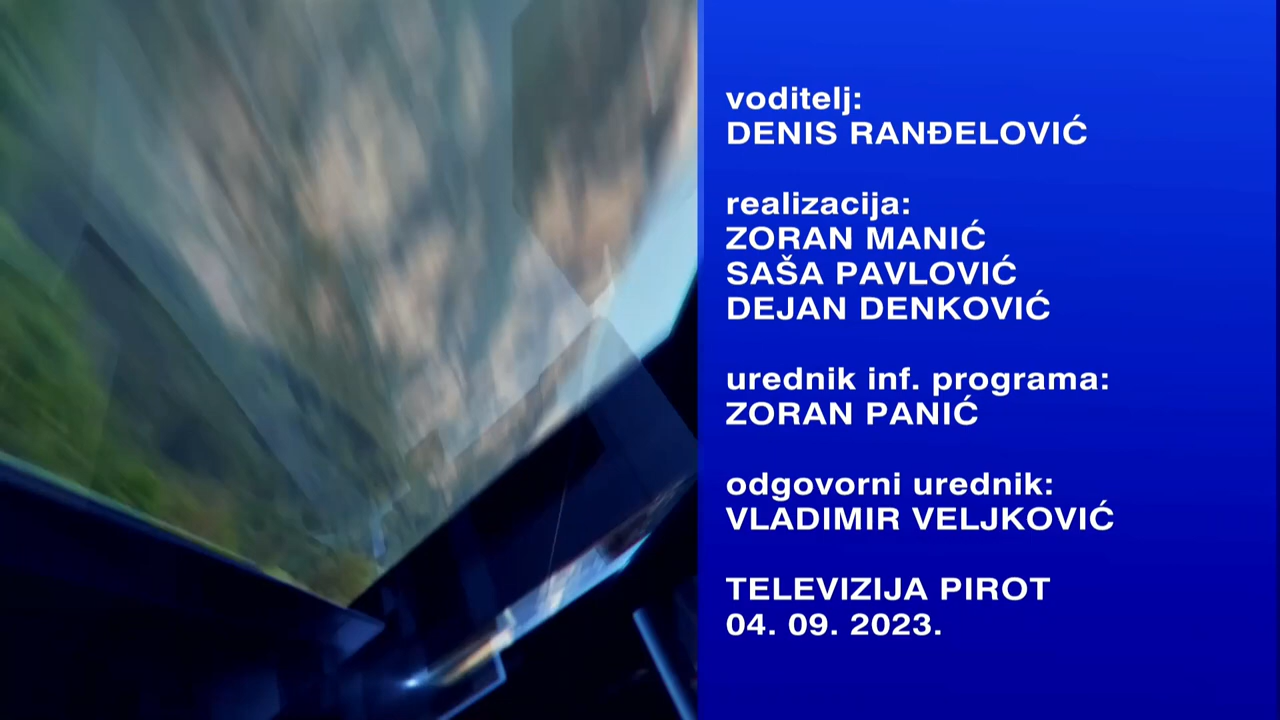 voditelj:
DENIS RANĐELOVIĆ
realizacija:
ZORAN MANIĆ
SAŠA PAVLOVIĆ
DEJAN DENKOVIĆ
urednik inf. programa:
ZORAN PANIĆ
odgovorni urednik:
VLADIMIR VELJKOVIĆ
TELEVIZIJA PIROT
04. 09. 2023.